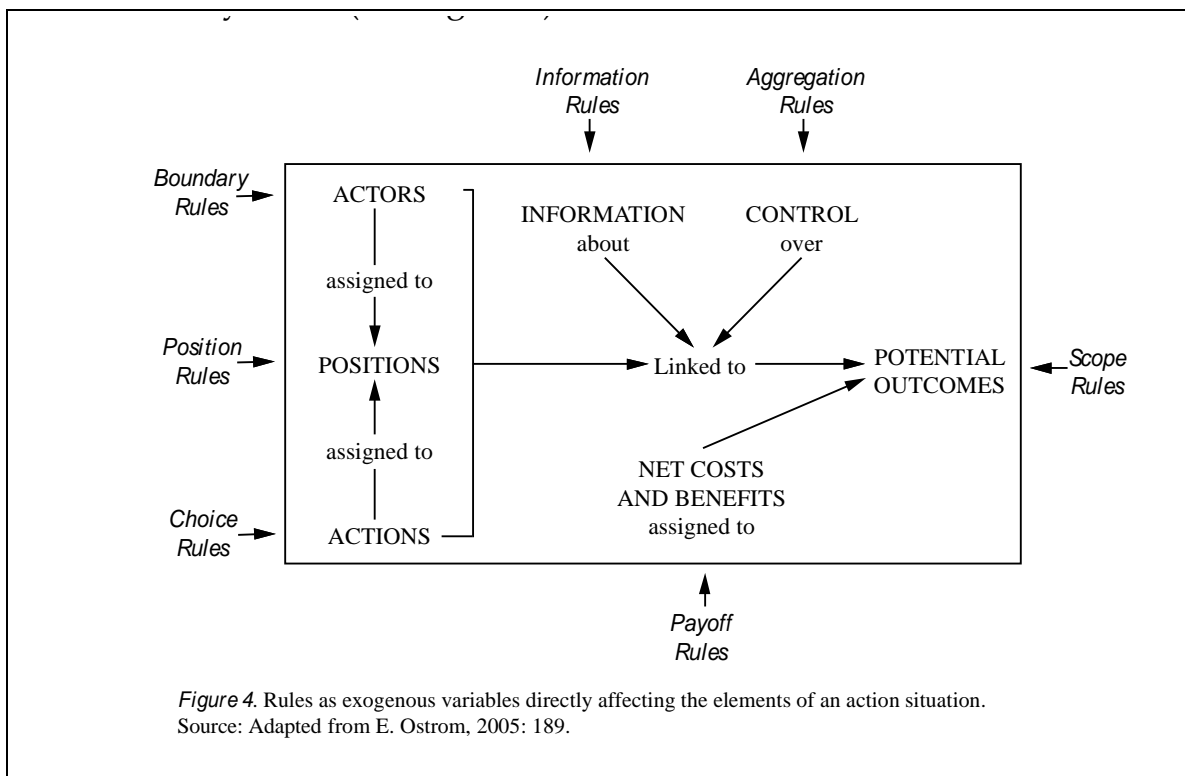 Information
Rules
Aggregation
Rules
Boundary
Rules
ACTORS
INFORMATION
about
CONTROL
over
assigned to
Position
Rules
POSITIONS
Linked to
POTENTIAL
OUTCOMES
Scope
Rules
assigned to
NET COSTS
AND BENEFITS
assigned to
Choice
Rules
ACTIONS
Payoff
Rules
Figure 4. Rules as exogenous variables directly affecting the elements of an action situation.
Source: Adapted from E. Ostrom, 2005: 189.